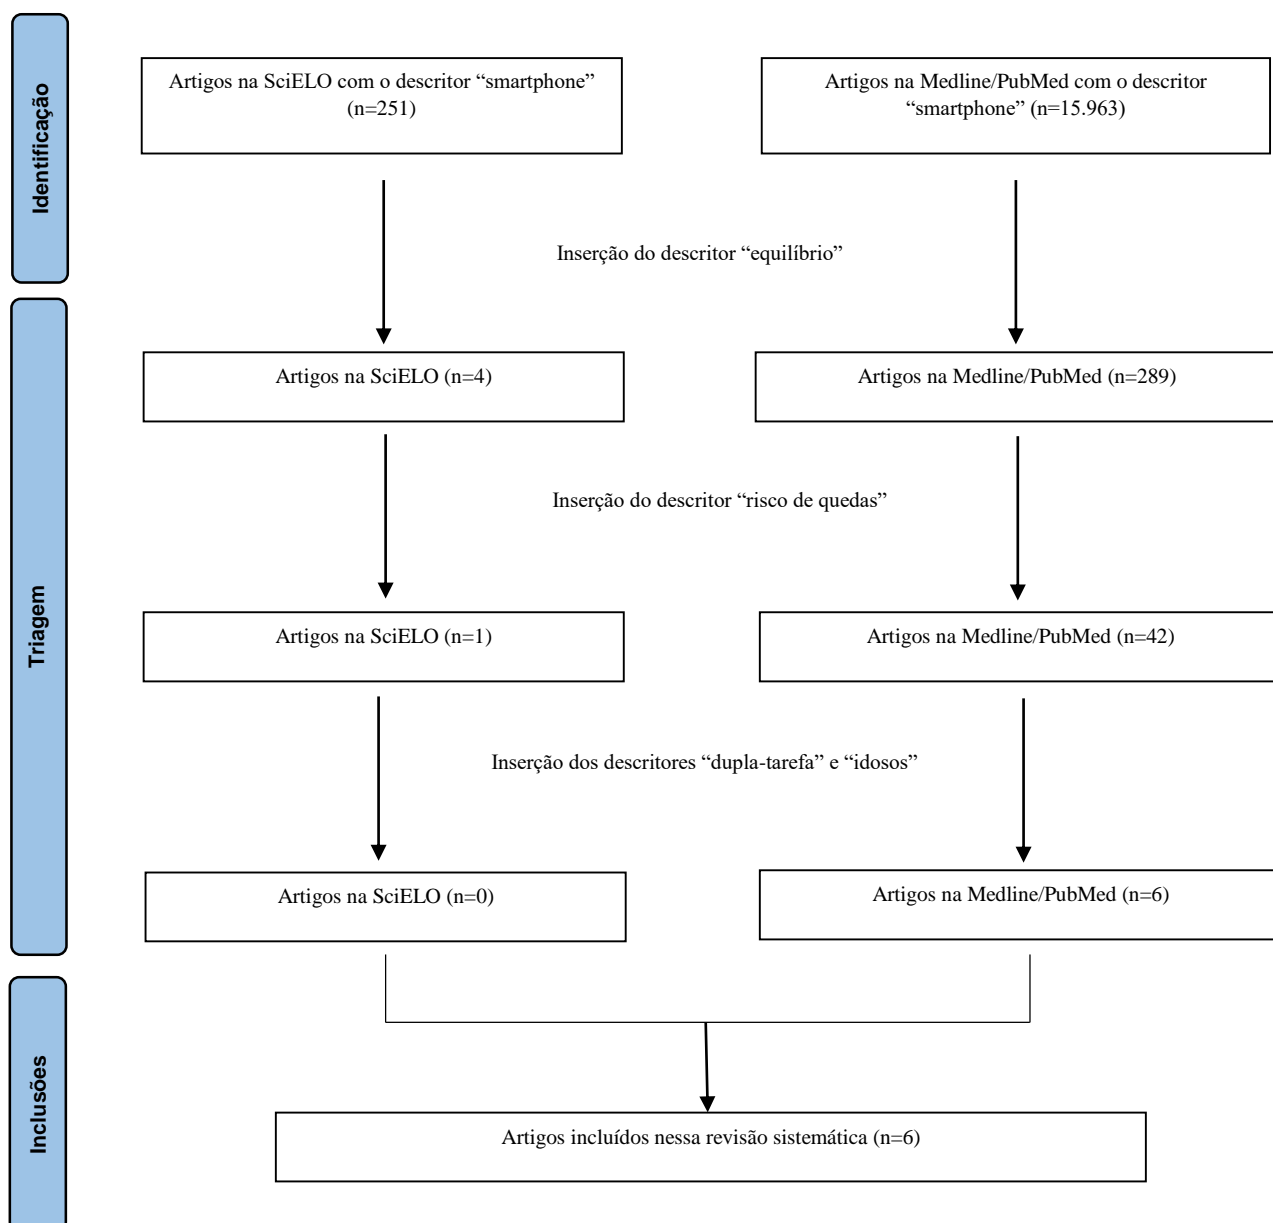 Identificação
Artigos na SciELO com o descritor “smartphone”
(n=251)
Artigos na Medline/PubMed com o descritor
“smartphone” (n=15.963)
Inserção do descritor “equilíbrio”
Triagem
Artigos na SciELO (n=4)
Artigos na Medline/PubMed (n=289)
Inserção do descritor “risco de quedas”
Artigos na SciELO (n=1)
Artigos na Medline/PubMed (n=42)
Inserção dos descritores “dupla-tarefa” e “idosos”
Artigos na SciELO (n=0)
Artigos na Medline/PubMed (n=6)
Inclusões
Artigos incluídos nessa revisão sistemática (n=6)